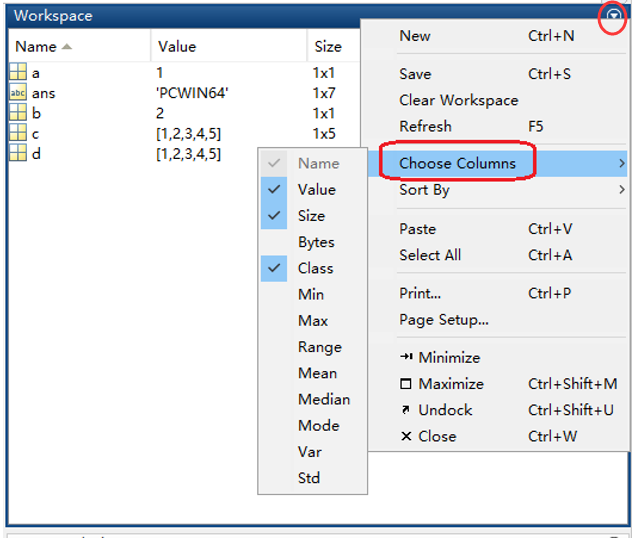 Workspace
Name Value Size
a 1 1x1
abc ans 'PCWIN64' 1x7
b 2 1x1
c [1,2,3,4,5] 1x5
d [1,2,3,4,5]
New Ctrl+N
Save Ctrl+S
Clear Workspace
Refresh F5
Choose Columns
Sort By
Paste Ctrl+V
Select All Ctrl+A
Print... Ctrl+P
Page Setup...
Minimize
Maximize Ctrl+Shift+M
Undock Ctrl+Shift+U
Close Ctrl+W
Name
Value
Size
Bytes
Class
Min
Max
Range
Mean
Median
Mode
Var
Std